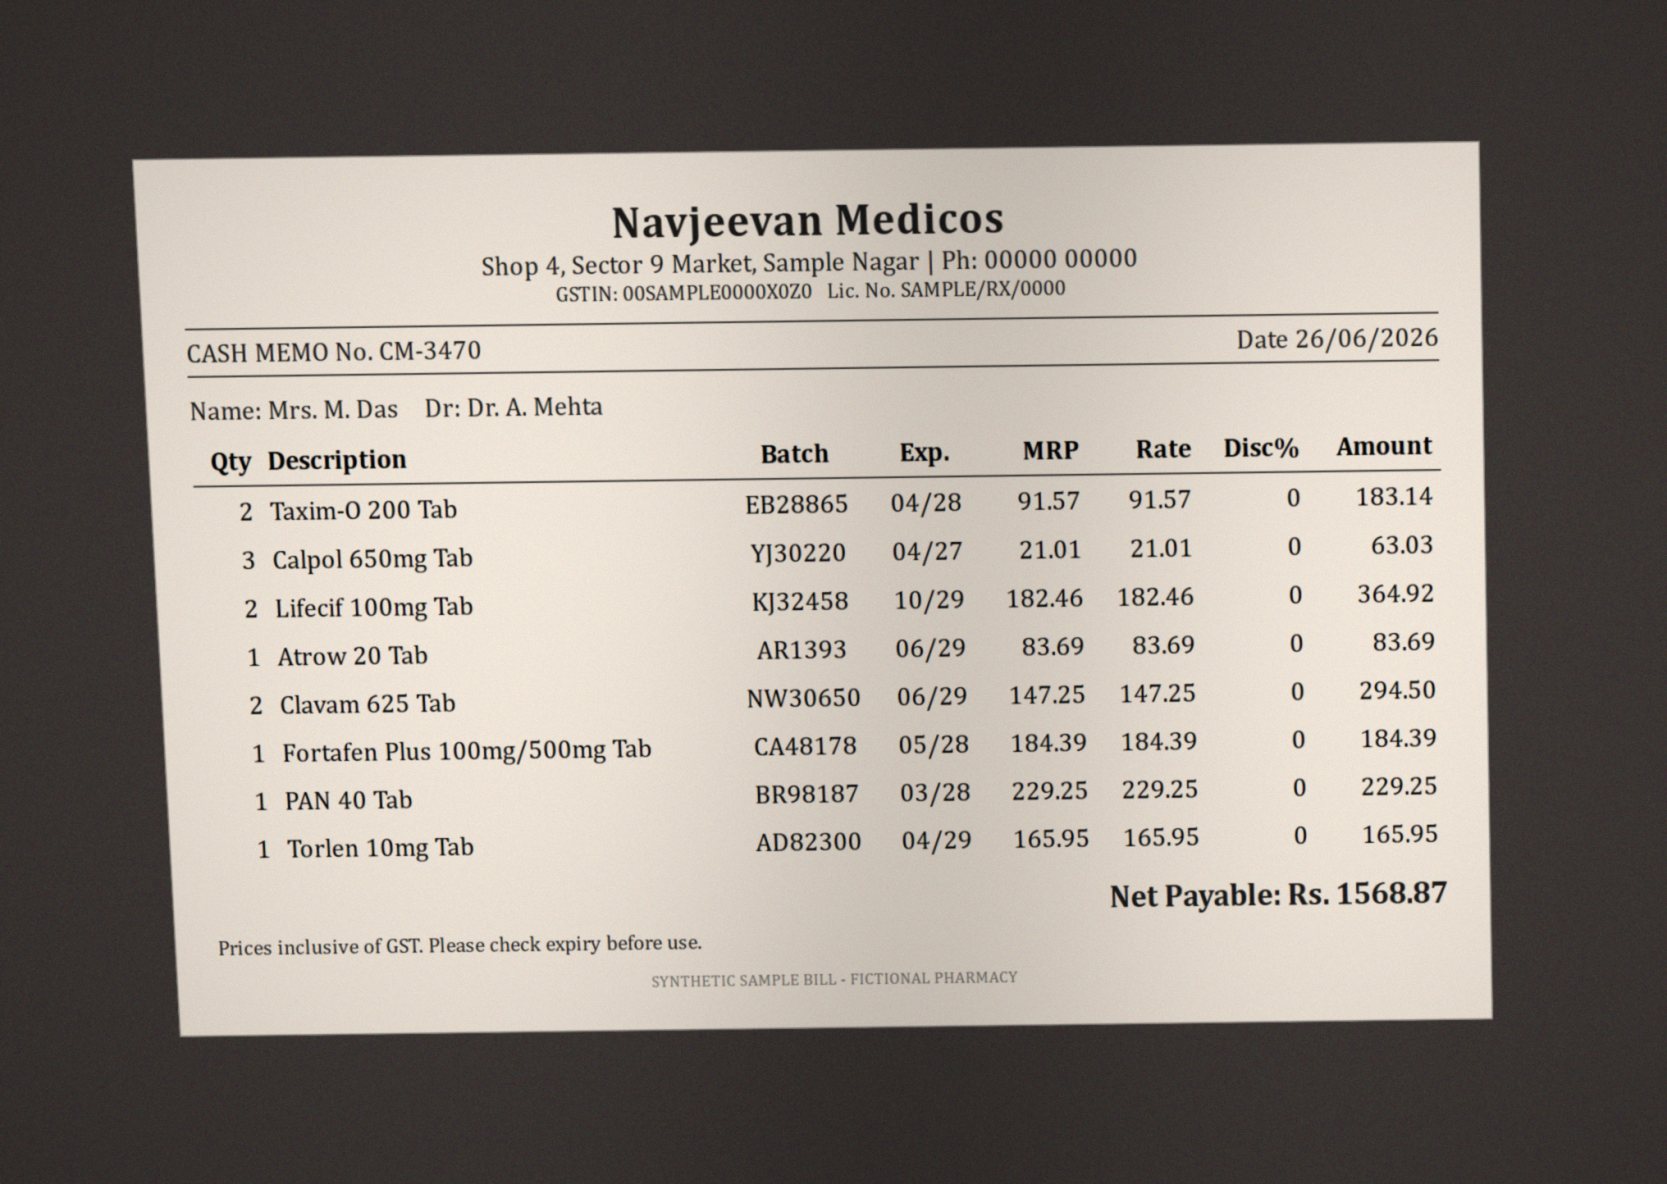 Navjeevan Medicos
Shop 4, Sector 9 Market, Sample Nagar | Ph: 00000 00000
GSTIN: 00SAMPLE0000X0Z0 Lic. No. SAMPLE/RX/0000
CASH MEMO No. CM-3470 Date 26/06/2026
Name: Mrs. M. Das Dr: Dr. A. Mehta
Qty Description Batch Exp. MRP Rate Disc% Amount
2 Taxim-O 200 Tab EB28865 04/28 91.57 91.57 0 183.14
3 Calpol 650mg Tab YJ30220 04/27 21.01 21.01 0 63.03
2 Lifecif 100mg Tab KJ32458 10/29 182.46 182.46 0 364.92
1 Atrow 20 Tab AR1393 06/29 83.69 83.69 0 83.69
2 Clavam 625 Tab NW30650 06/29 147.25 147.25 0 294.50
1 Fortafen Plus 100mg/500mg Tab CA48178 05/28 184.39 184.39 0 184.39
1 PAN 40 Tab BR98187 03/28 229.25 229.25 0 229.25
1 Torlen 10mg Tab AD82300 04/29 165.95 165.95 0 165.95
Net Payable: Rs. 1568.87
Prices inclusive of GST. Please check expiry before use.
SYNTHETIC SAMPLE BILL - FICTIONAL PHARMACY